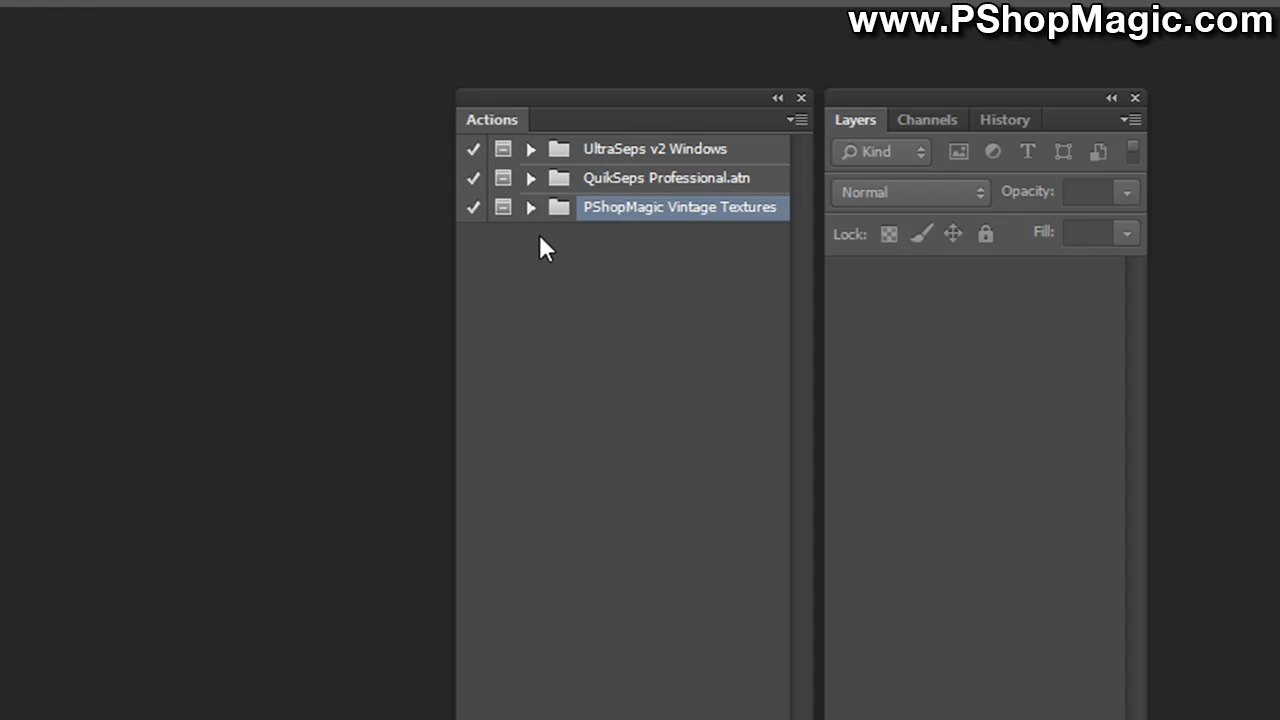 www.PShopMagic.com
Actions
UltraSeps v2 Windows
QuikSeps Professional.atn
PShopMagic Vintage Textures
Layers Channels History
Kind
Normal Opacity:
Lock: Fill: